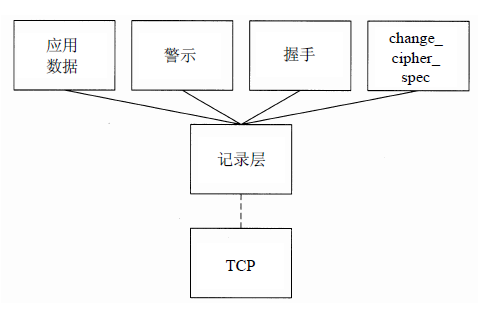 应用
数据
警示
握手
change_
cipher_
spec
记录层
TCP